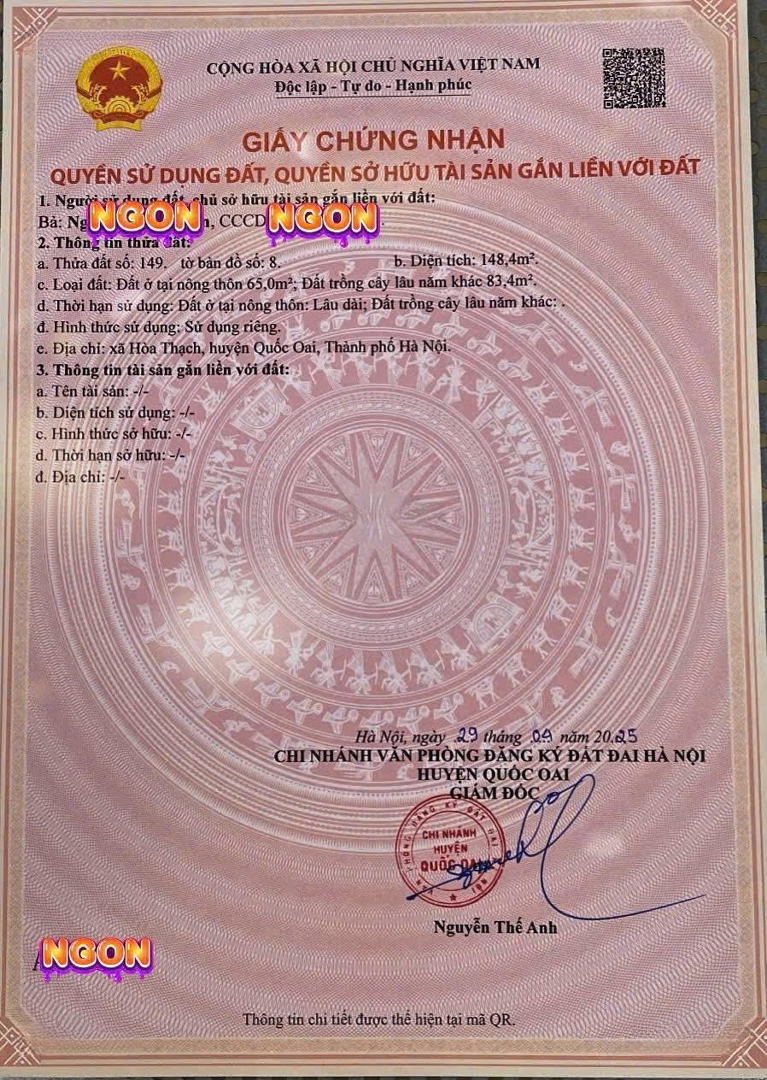 CỘNG HÒA XÃ HỘI CHỦ NGHĨA VIỆT NAM
Độc lập - Tự do - Hạnh phúc
GIẤY CHỨNG NHẬN
QUYỀN SỬ DỤNG ĐẤT, QUYỀN SỞ HỮU TÀI SẢN GẮN LIỀN VỚI ĐẤT
1. Người sử dụng đất, chủ sở hữu tài sản gắn liền với đất:
Bà: NGON, CCCD NGON
2. Thông tin thửa đất:
a. Thửa đất số: 149. tờ bản đồ số: 8. b. Diện tích: 148,4m².
c. Loại đất: Đất ở tại nông thôn 65,0m²; Đất trồng cây lâu năm khác 83,4m².
d. Thời hạn sử dụng: Đất ở tại nông thôn: Lâu dài; Đất trồng cây lâu năm khác: .
đ. Hình thức sử dụng: Sử dụng riêng.
e. Địa chỉ: xã Hòa Thạch, huyện Quốc Oai, Thành phố Hà Nội.
3. Thông tin tài sản gắn liền với đất:
a. Tên tài sản: -/-
b. Diện tích sử dụng: -/-
c. Hình thức sở hữu: -/-
d. Thời hạn sở hữu: -/-
đ. Địa chỉ: -/-
Hà Nội, ngày 29 tháng 04 năm 2025
CHI NHÁNH VĂN PHÒNG ĐĂNG KÝ ĐẤT ĐAI HÀ NỘI
HUYỆN QUỐC OAI
GIÁM ĐỐC
CHI NHÁNH
HUYỆN
QUỐC OAI
Nguyễn Thế Anh
NGON
Thông tin chi tiết được thể hiện tại mã QR.